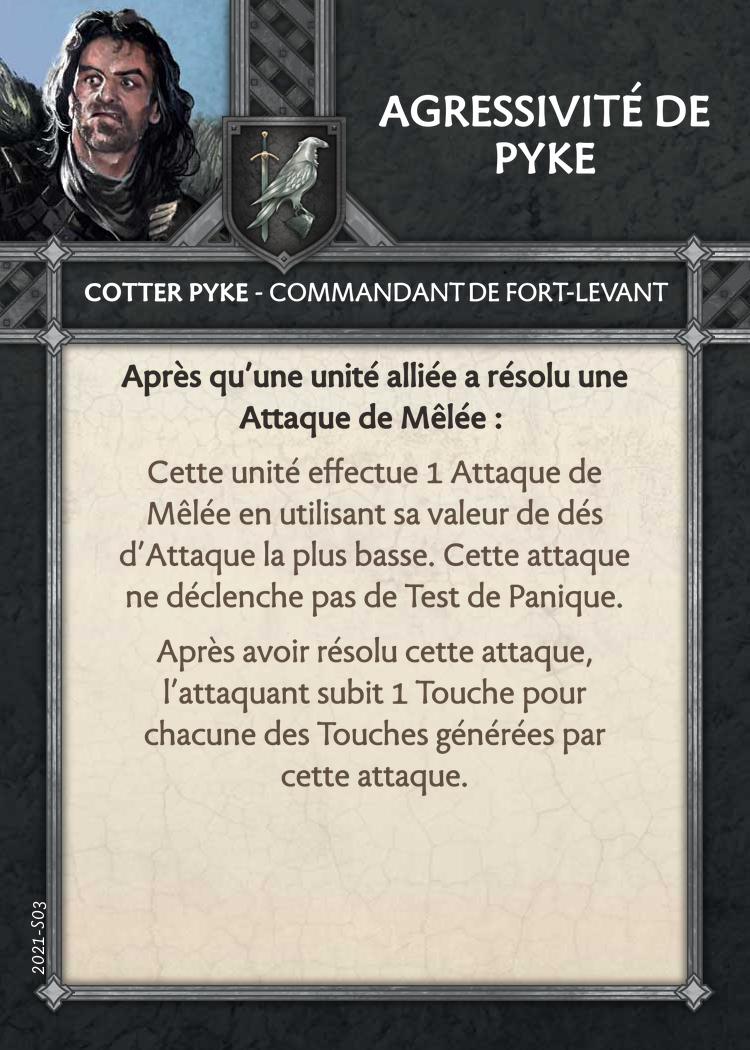 AGRESSIVITÉ DE
PYKE
COTTER PYKE - COMMANDANT DE FORT-LEVANT
Après qu'une unité alliée a résolu une
Attaque de Mêlée :
Cette unité effectue 1 Attaque de
Mêlée en utilisant sa valeur de dés
d'Attaque la plus basse. Cette attaque
ne déclenche pas de Test de Panique.
Après avoir résolu cette attaque,
l'attaquant subit 1 Touche pour
chacune des Touches générées par
cette attaque.
2021-S03